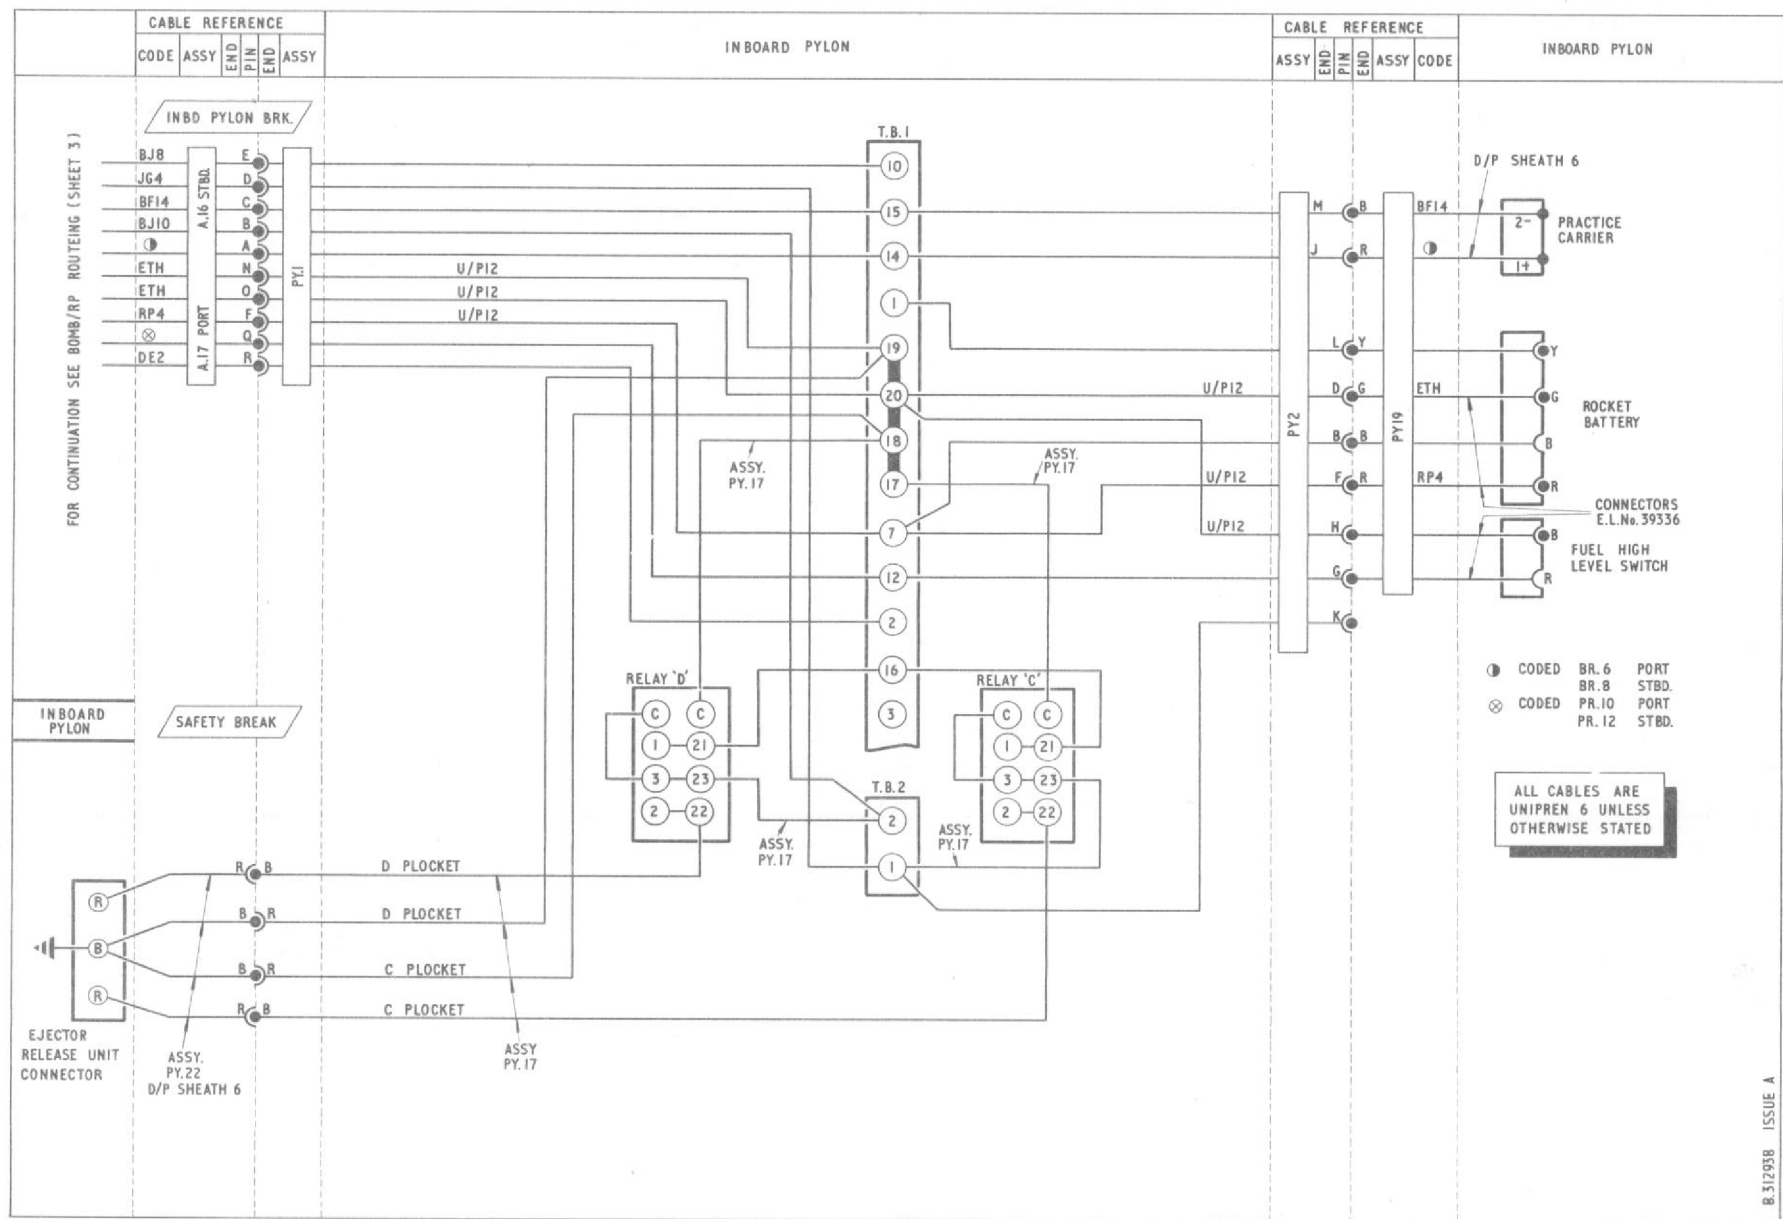 CABLE REFERENCE
CODE ASSY END PIN END ASSY
INBOARD PYLON
CABLE REFERENCE
ASSY END PIN END ASSY CODE
INBOARD PYLON
FOR CONTINUATION SEE BOMB/RP ROUTEING (SHEET 3)
INBD PYLON BRK.
BJ8 E
JG4 D
BF14 C
BJ10 B
A
ETH N U/P12
ETH O U/P12
RP4 F U/P12
Q
DE2 R
A.16 STBD.
A.17 PORT
PY.1
T.B.1
10
15
14
1
19
20
18
17
7
12
2
16
3
ASSY.
PY.17
ASSY.
PY.17
M B BF14
J R
L Y
U/P12 D G ETH
B B
U/P12 F R RP4
U/P12 H
G
K
PY2
PY19
D/P SHEATH 6
2-
1+
PRACTICE
CARRIER
Y
G
B
R
ROCKET
BATTERY
CONNECTORS
E.L.No.39336
B
R
FUEL HIGH
LEVEL SWITCH
CODED BR.6 PORT
BR.8 STBD.
CODED PR.10 PORT
PR.12 STBD.
ALL CABLES ARE
UNIPREN 6 UNLESS
OTHERWISE STATED
RELAY 'D'
C C
1 21
3 23
2 22
RELAY 'C'
C C
1 21
3 23
2 22
T.B.2
2
1
ASSY.
PY.17
ASSY.
PY.17
INBOARD
PYLON
SAFETY BREAK
R
B
R
R B D PLOCKET
B R D PLOCKET
B R C PLOCKET
R B C PLOCKET
EJECTOR
RELEASE UNIT
CONNECTOR
ASSY.
PY.22
D/P SHEATH 6
ASSY
PY.17
B.312938 ISSUE A